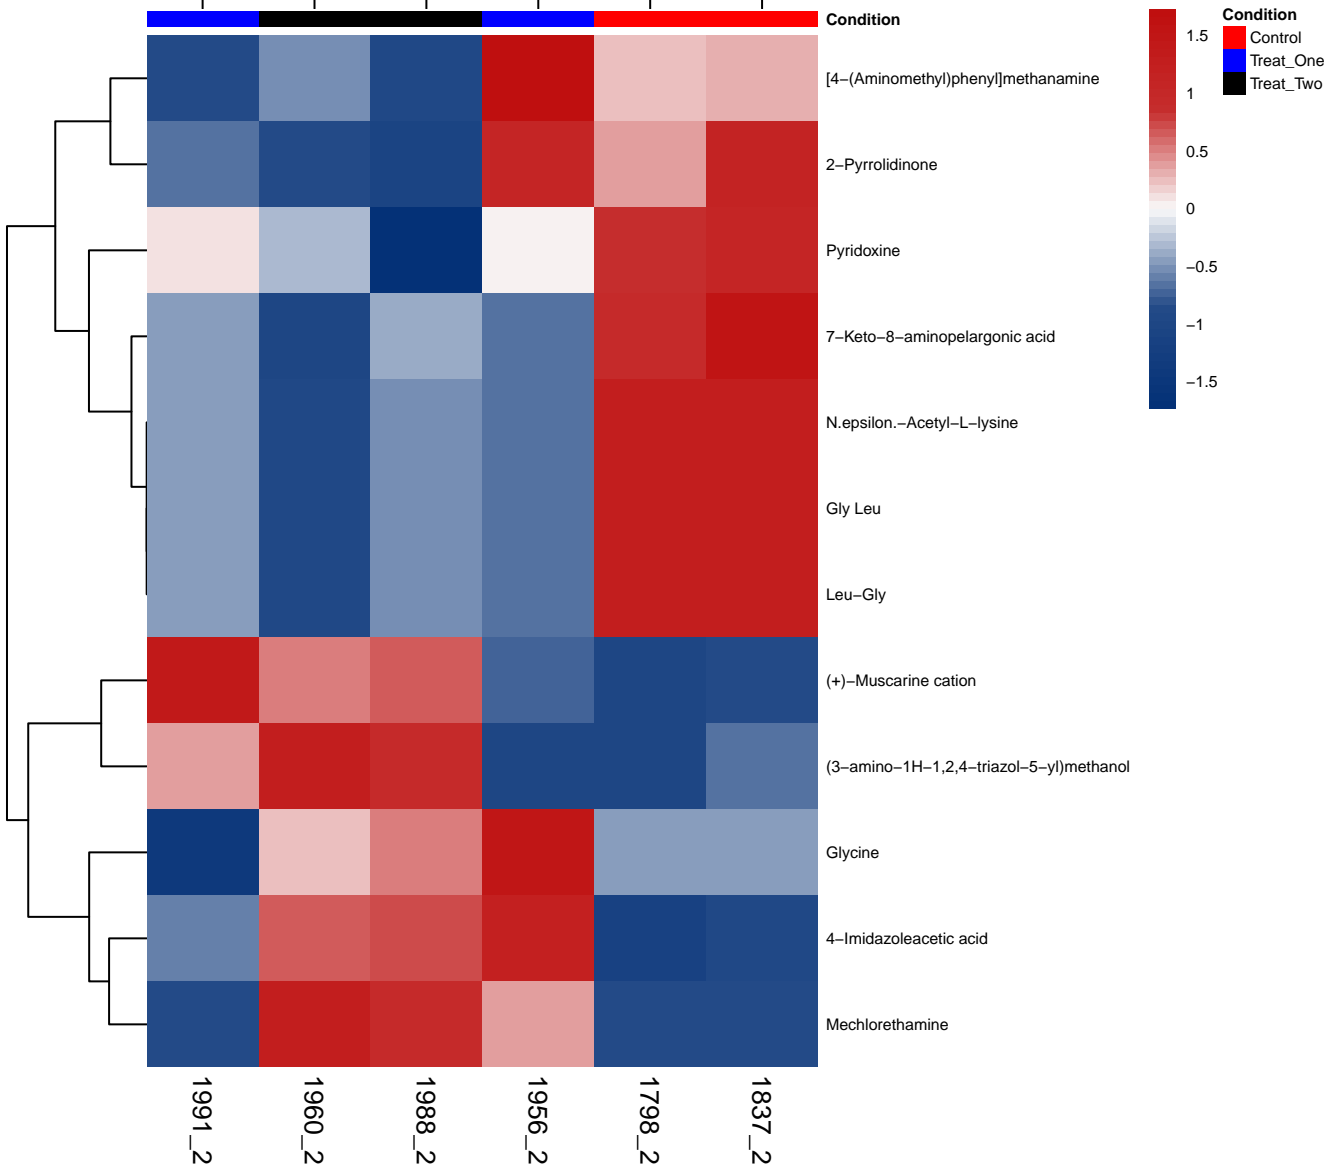 Condition
[4−(Aminomethyl)phenyl]methanamine
2−Pyrrolidinone
Pyridoxine
7−Keto−8−aminopelargonic acid
N.epsilon.−Acetyl−L−lysine
Gly Leu
Leu−Gly
(+)−Muscarine cation
(3−amino−1H−1,2,4−triazol−5−yl)methanol
Glycine
4−Imidazoleacetic acid
Mechlorethamine
1991_2
1960_2
1988_2
1956_2
1798_2
1837_2
1.5
1
0.5
0
−0.5
−1
−1.5
Condition
Control
Treat_One
Treat_Two